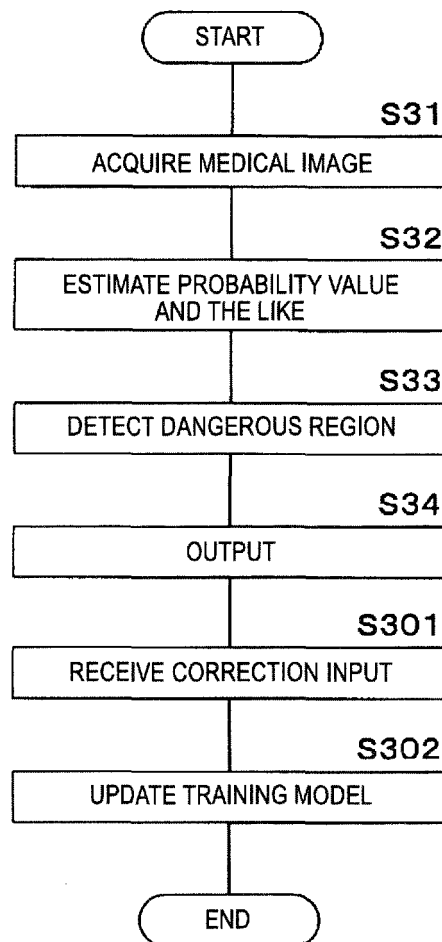 START
S31
ACQUIRE MEDICAL IMAGE
S32
ESTIMATE PROBABILITY VALUE
AND THE LIKE
S33
DETECT DANGEROUS REGION
S34
OUTPUT
S301
RECEIVE CORRECTION INPUT
S302
UPDATE TRAINING MODEL
END